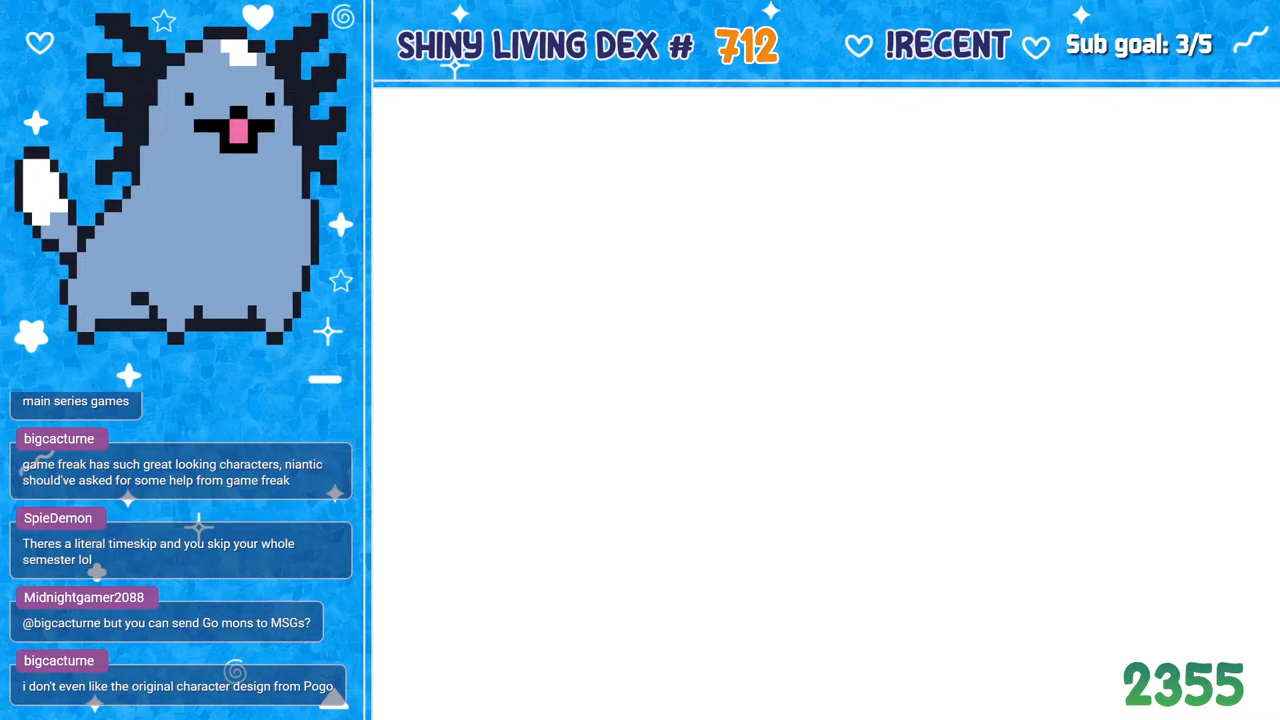 SHINY LIVING DEX # 712 !RECENT Sub goal: 3/5
main series games
bigcacturne
game freak has such great looking characters, niantic
should've asked for some help from game freak
SpieDemon
Theres a literal timeskip and you skip your whole
semester lol
Midnightgamer2088
@bigcacturne but you can send Go mons to MSGs?
bigcacturne
i don't even like the original character design from Pogo
2355